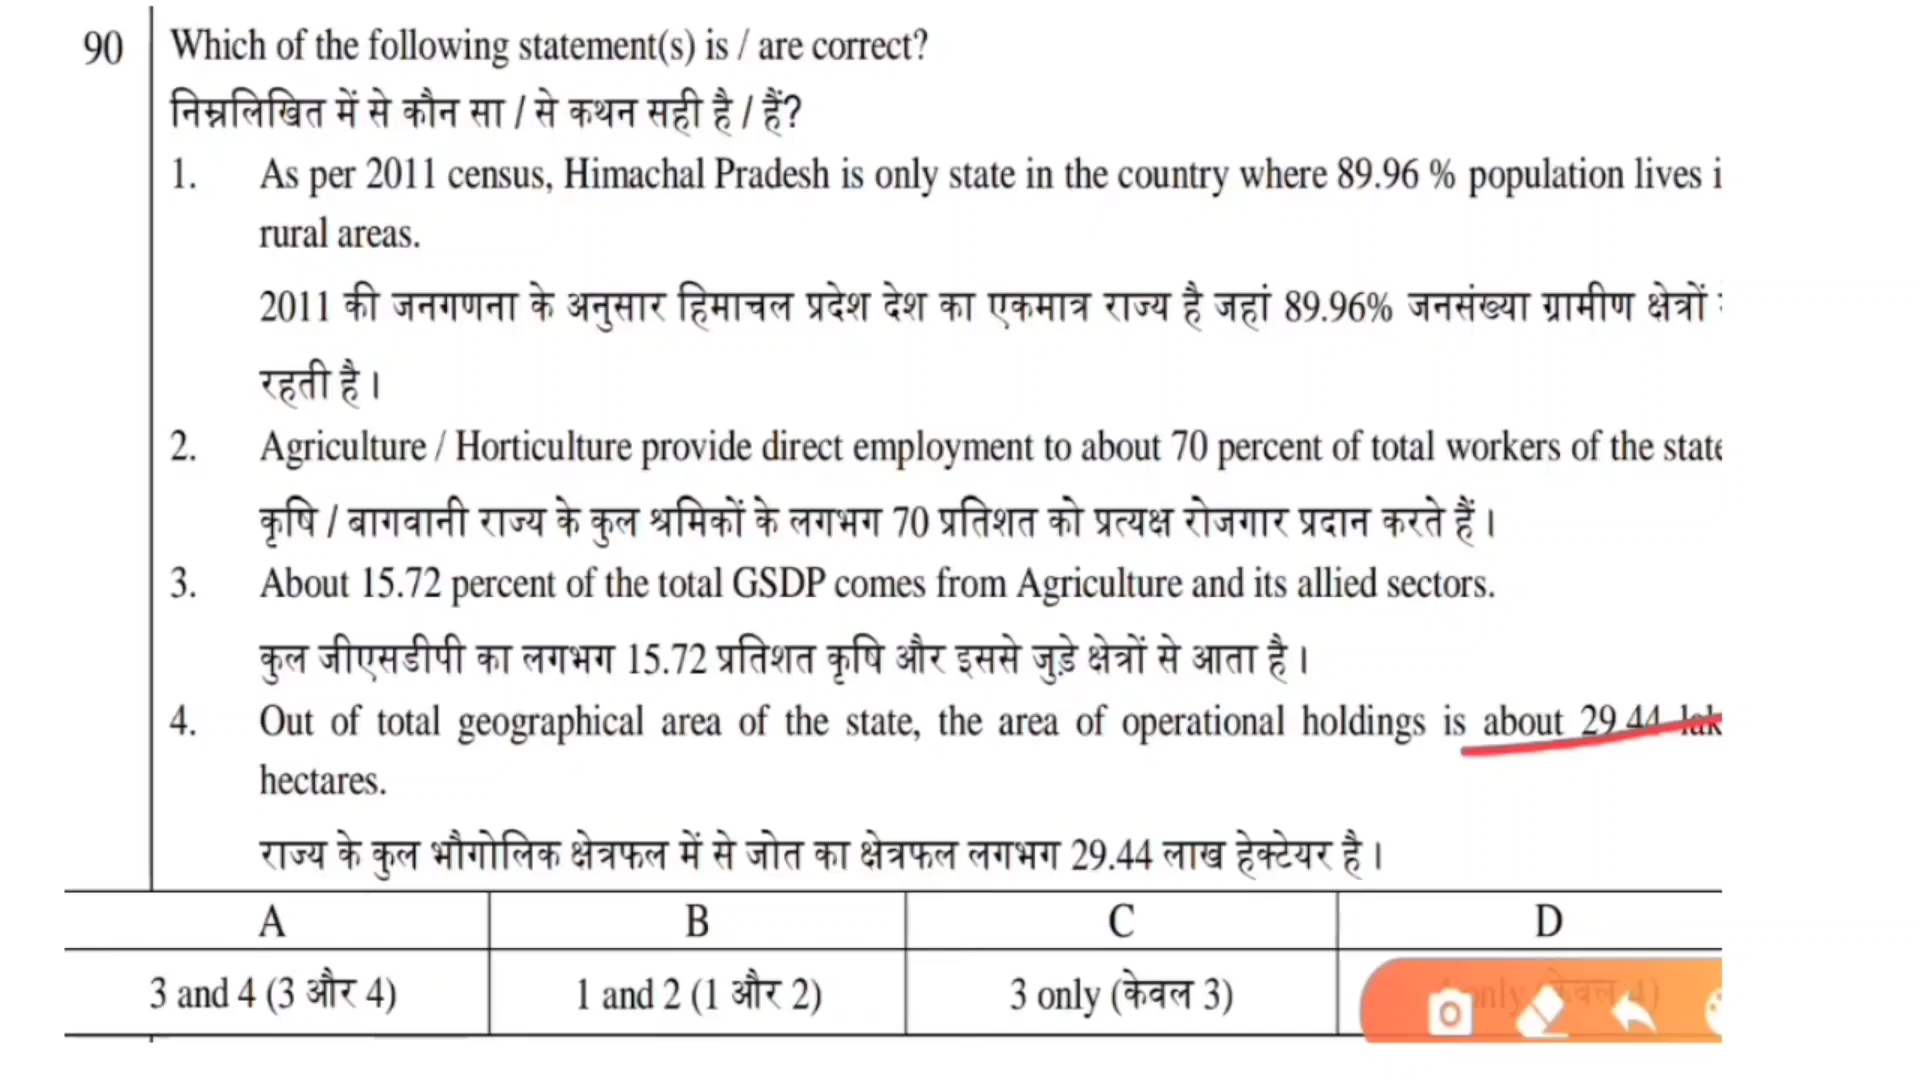 90 Which of the following statement(s) is / are correct?
निम्नलिखित में से कौन सा / से कथन सही है / हैं?
1. As per 2011 census, Himachal Pradesh is only state in the country where 89.96 % population lives
rural areas.
2011 की जनगणना के अनुसार हिमाचल प्रदेश देश का एकमात्र राज्य है जहां 89.96% जनसंख्या ग्रामीण क्षेत्रों
रहती है।
2. Agriculture / Horticulture provide direct employment to about 70 percent of total workers of the state
कृषि / बागवानी राज्य के कुल श्रमिकों के लगभग 70 प्रतिशत को प्रत्यक्ष रोजगार प्रदान करते हैं।
3. About 15.72 percent of the total GSDP comes from Agriculture and its allied sectors.
कुल जीएसडीपी का लगभग 15.72 प्रतिशत कृषि और इससे जुड़े क्षेत्रों से आता है।
4. Out of total geographical area of the state, the area of operational holdings is about 29.44 lak
hectares.
राज्य के कुल भौगोलिक क्षेत्रफल में से जोत का क्षेत्रफल लगभग 29.44 लाख हेक्टेयर है।
A B C D
3 and 4 (3 और 4) 1 and 2 (1 और 2) 3 only (केवल 3) only